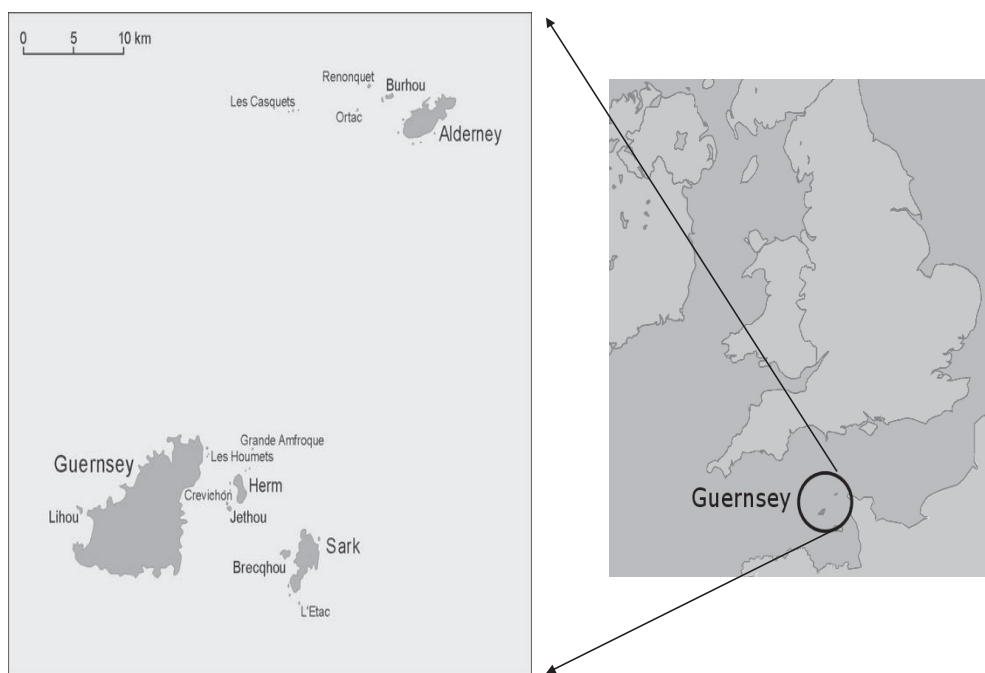 0 5 10 km
Renonquet
Burhou
Les Casquets
Ortac
Alderney
Grande Amfroque
Guernsey
Les Houmets
Herm
Crevichon
Lihou
Jethou
Sark
Brecqhou
L'Etac
Guernsey